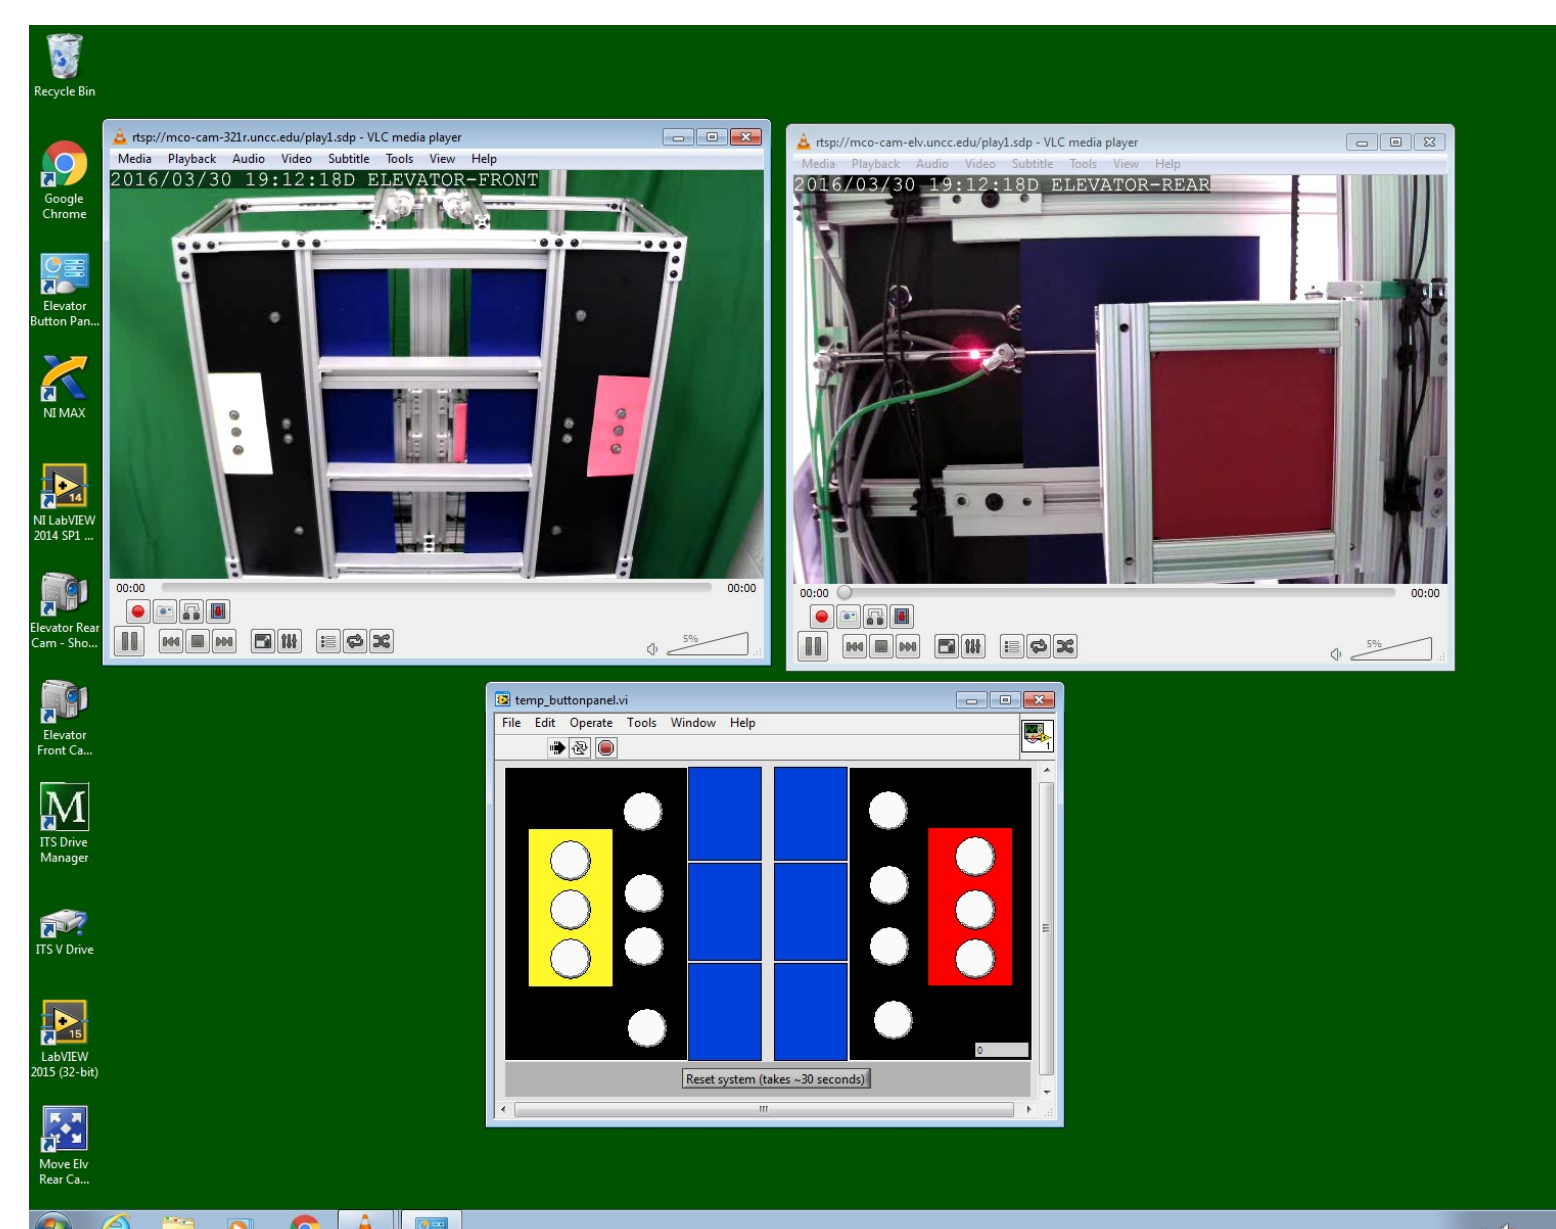 Recycle Bin
Google
Chrome
Elevator
Button Pan...
NI MAX
14
NI LabVIEW
2014 SP1 ...
Elevator Rear
Cam - Sho...
Elevator
Front Ca...
M
ITS Drive
Manager
ITS V Drive
15
LabVIEW
2015 (32-bit)
Move Elv
Rear Ca...
rtsp://mco-cam-321r.uncc.edu/play1.sdp - VLC media player
Media Playback Audio Video Subtitle Tools View Help
2016/03/30 19:12:18D ELEVATOR-FRONT
00:00 00:00
5%
rtsp://mco-cam-elv.uncc.edu/play1.sdp - VLC media player
Media Playback Audio Video Subtitle Tools View Help
2016/03/30 19:12:18D ELEVATOR-REAR
00:00 00:00
5%
temp_buttonpanel.vi
File Edit Operate Tools Window Help
1
0
Reset system (takes ~30 seconds)